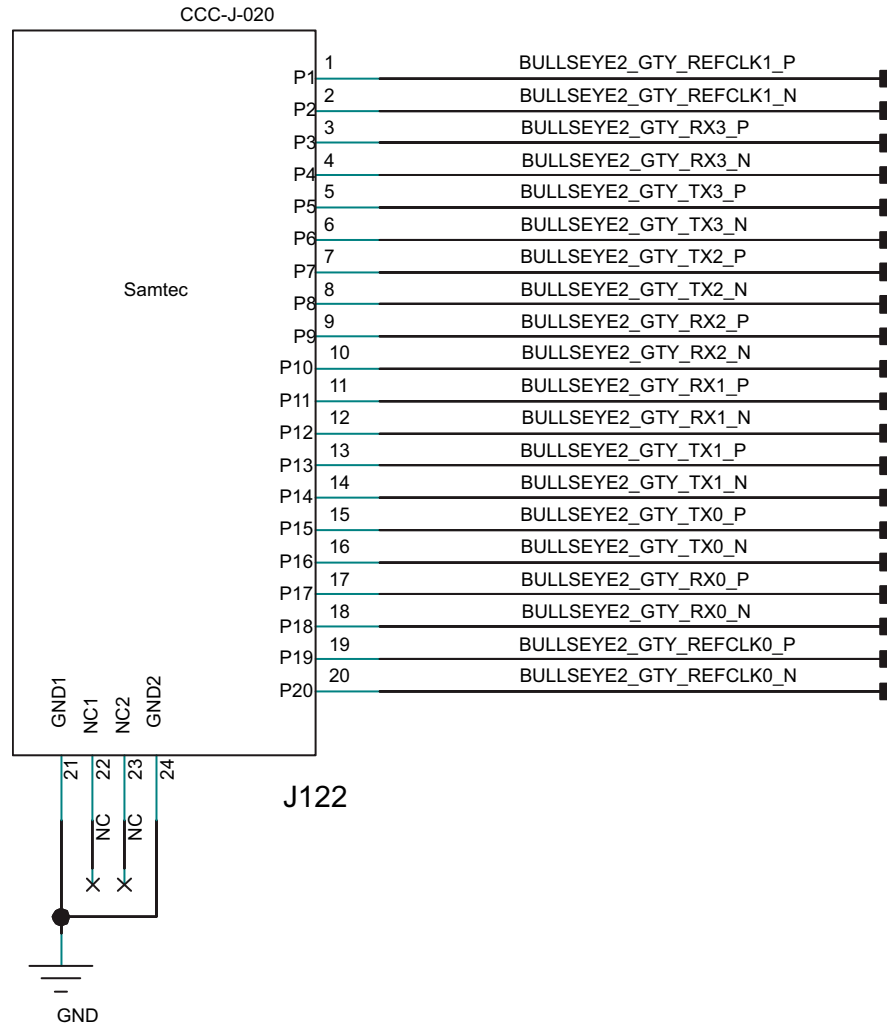 CCC-J-020
P1 1 BULLSEYE2_GTY_REFCLK1_P
P2 2 BULLSEYE2_GTY_REFCLK1_N
P3 3 BULLSEYE2_GTY_RX3_P
P4 4 BULLSEYE2_GTY_RX3_N
P5 5 BULLSEYE2_GTY_TX3_P
P6 6 BULLSEYE2_GTY_TX3_N
P7 7 BULLSEYE2_GTY_TX2_P
Samtec
P8 8 BULLSEYE2_GTY_TX2_N
P9 9 BULLSEYE2_GTY_RX2_P
P10 10 BULLSEYE2_GTY_RX2_N
P11 11 BULLSEYE2_GTY_RX1_P
P12 12 BULLSEYE2_GTY_RX1_N
P13 13 BULLSEYE2_GTY_TX1_P
P14 14 BULLSEYE2_GTY_TX1_N
P15 15 BULLSEYE2_GTY_TX0_P
P16 16 BULLSEYE2_GTY_TX0_N
P17 17 BULLSEYE2_GTY_RX0_P
P18 18 BULLSEYE2_GTY_RX0_N
P19 19 BULLSEYE2_GTY_REFCLK0_P
P20 20 BULLSEYE2_GTY_REFCLK0_N
GND1 NC1 NC2 GND2
21 22 23 24
J122
NC NC
GND